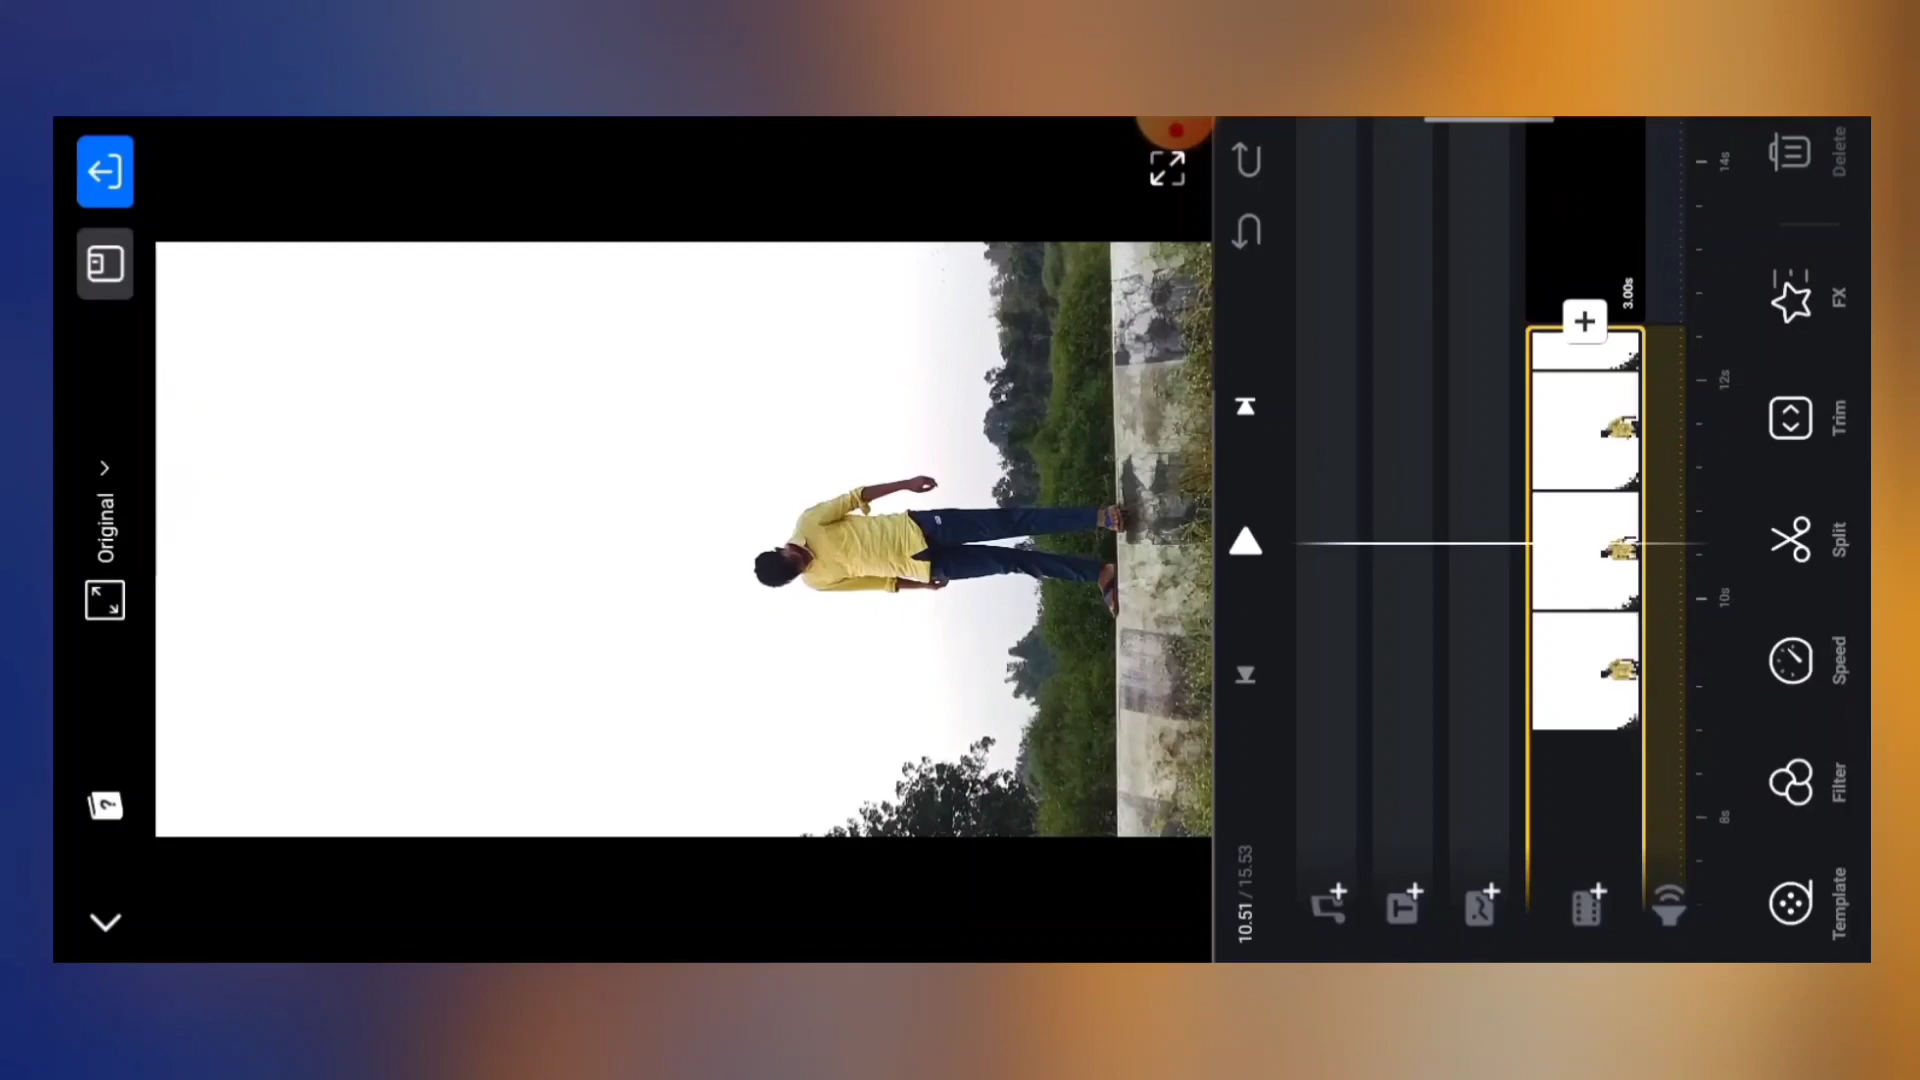 Original
?
10.51 / 15.53
3.00s
T
8s
10s
12s
14s
Template
Filter
Speed
Split
Trim
FX
Delete